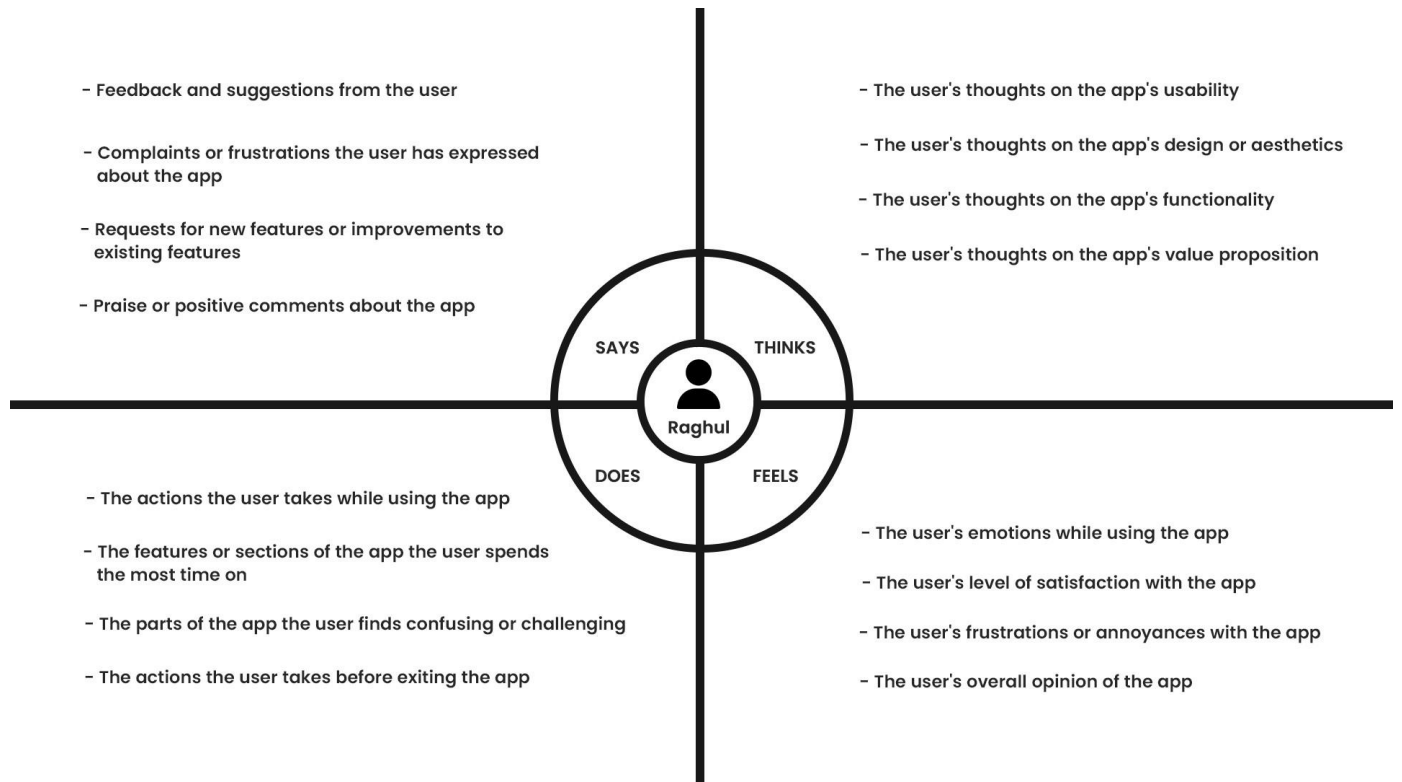 - Feedback and suggestions from the user
- Complaints or frustrations the user has expressed
about the app
- Requests for new features or improvements to
existing features
- Praise or positive comments about the app
- The user's thoughts on the app's usability
- The user's thoughts on the app's design or aesthetics
- The user's thoughts on the app's functionality
- The user's thoughts on the app's value proposition
SAYS
THINKS
Raghul
DOES
FEELS
- The actions the user takes while using the app
- The features or sections of the app the user spends
the most time on
- The parts of the app the user finds confusing or challenging
- The actions the user takes before exiting the app
- The user's emotions while using the app
- The user's level of satisfaction with the app
- The user's frustrations or annoyances with the app
- The user's overall opinion of the app